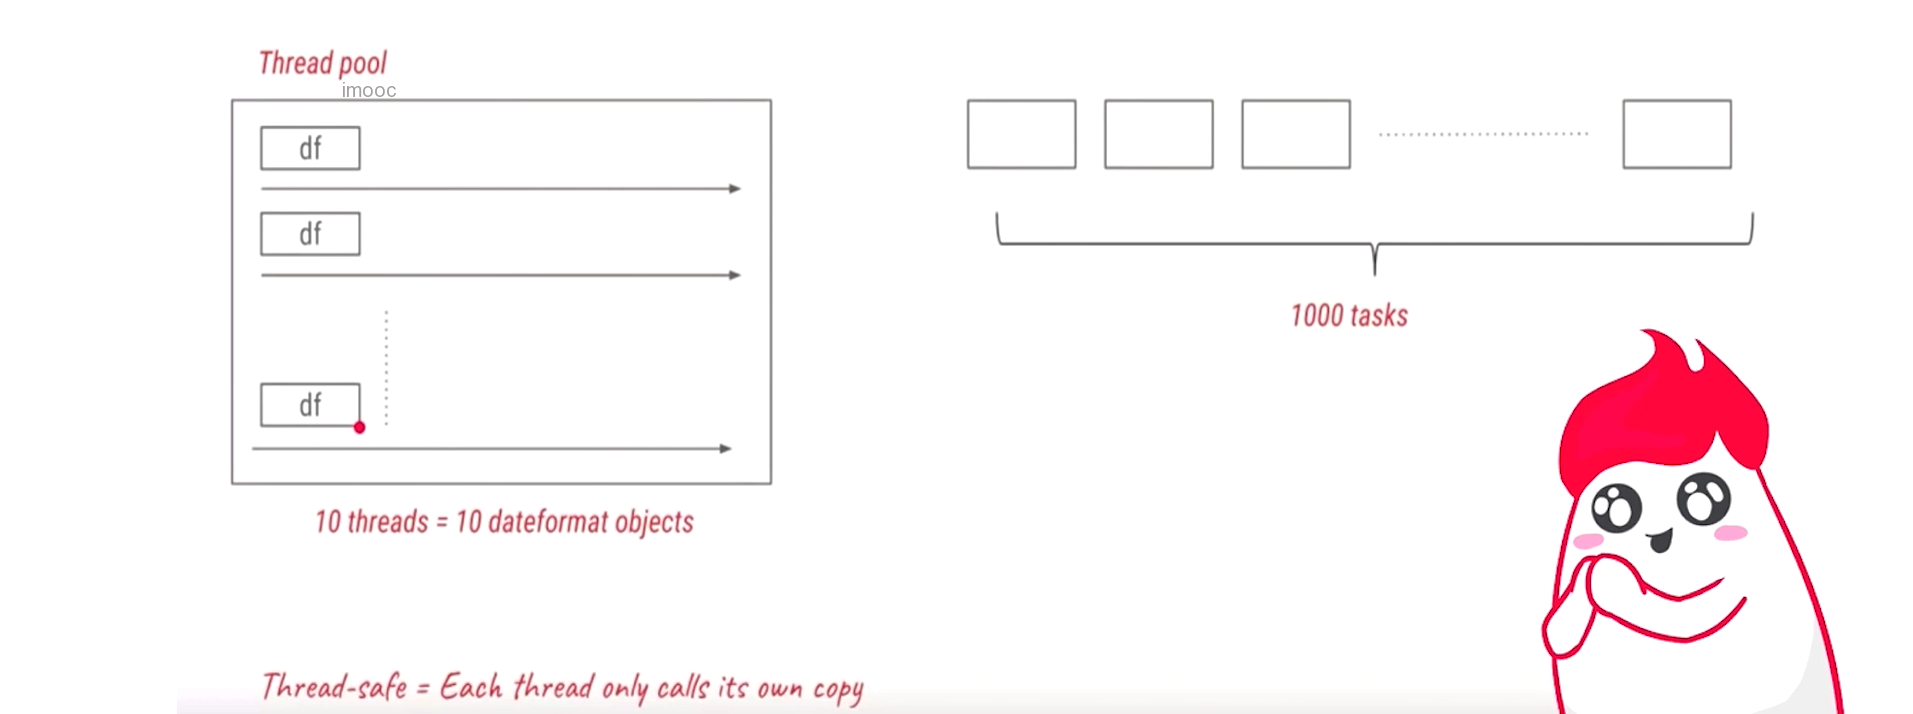 Thread pool
imooc
df
df
df
10 threads = 10 dateformat objects
1000 tasks
Thread-safe = Each thread only calls its own copy